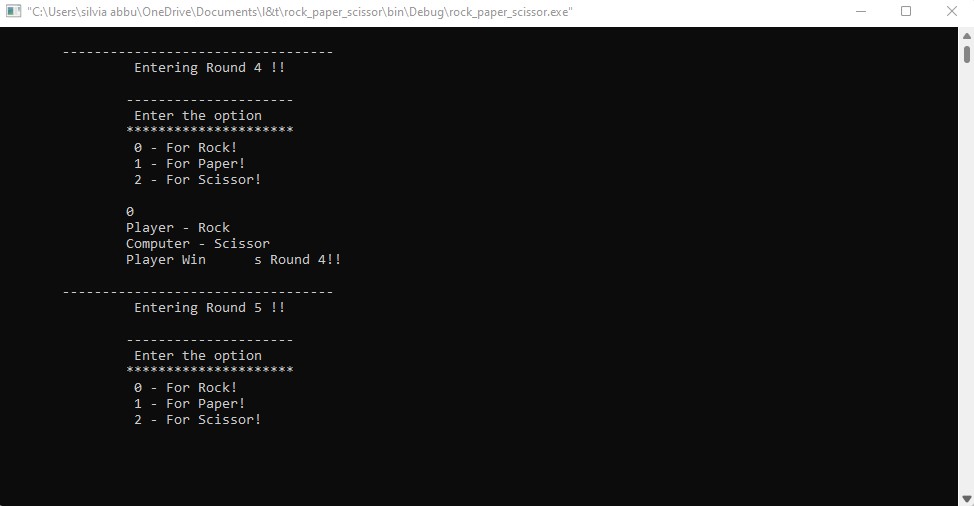 "C:\Users\silvia abbu\OneDrive\Documents\l&t\rock_paper_scissor\bin\Debug\rock_paper_scissor.exe"
----------------------------------
Entering Round 4 !!
---------------------
Enter the option
*********************
0 - For Rock!
1 - For Paper!
2 - For Scissor!
0
Player - Rock
Computer - Scissor
Player Win      s Round 4!!
----------------------------------
Entering Round 5 !!
---------------------
Enter the option
*********************
0 - For Rock!
1 - For Paper!
2 - For Scissor!